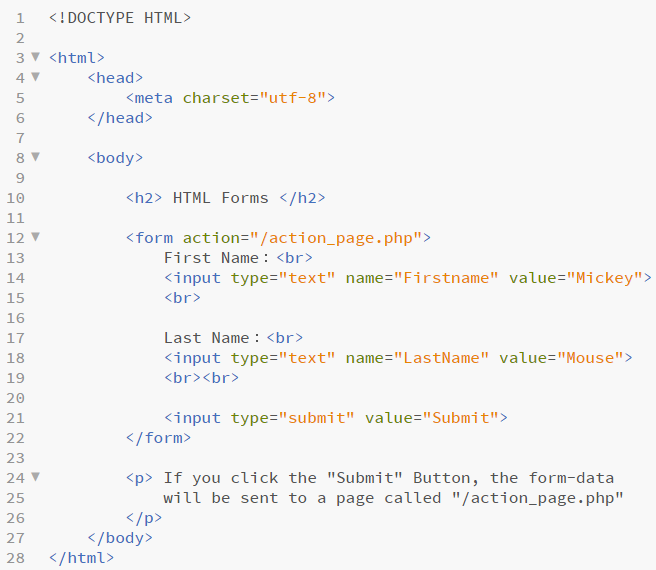 1 <!DOCTYPE HTML>
2
3 <html>
4 <head>
5 <meta charset="utf-8">
6 </head>
7
8 <body>
9
10 <h2> HTML Forms </h2>
11
12 <form action="/action_page.php">
13 First Name：<br>
14 <input type="text" name="Firstname" value="Mickey">
15 <br>
16
17 Last Name：<br>
18 <input type="text" name="LastName" value="Mouse">
19 <br><br>
20
21 <input type="submit" value="Submit">
22 </form>
23
24 <p> If you click the "Submit" Button, the form-data
25 will be sent to a page called "/action_page.php"
26 </p>
27 </body>
28 </html>